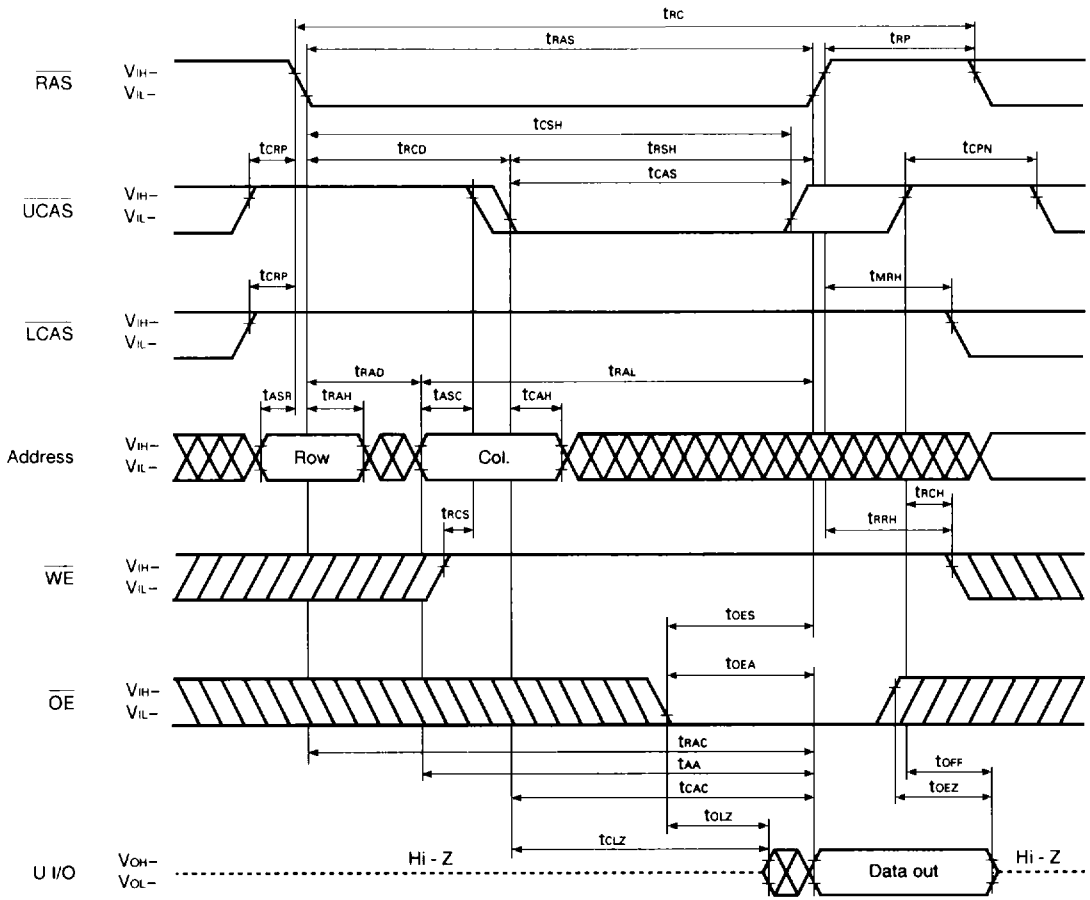 tRC
tRAS tRP
RAS VIH–
VIL–
tCSH
tCRP tRCD tRSH tCPN
tCAS
UCAS VIH–
VIL–
tCRP tMRH
LCAS VIH–
VIL–
tRAD tRAL
tASR tRAH tASC tCAH
Address VIH–
VIL–
Row Col.
tRCS tRCH
tRRH
WE VIH–
VIL–
tOES
tOEA
OE VIH–
VIL–
tRAC
tAA tOFF
tCAC tOEZ
tOLZ
tCLZ
U I/O VOH–
VOL–
Hi - Z Data out Hi - Z